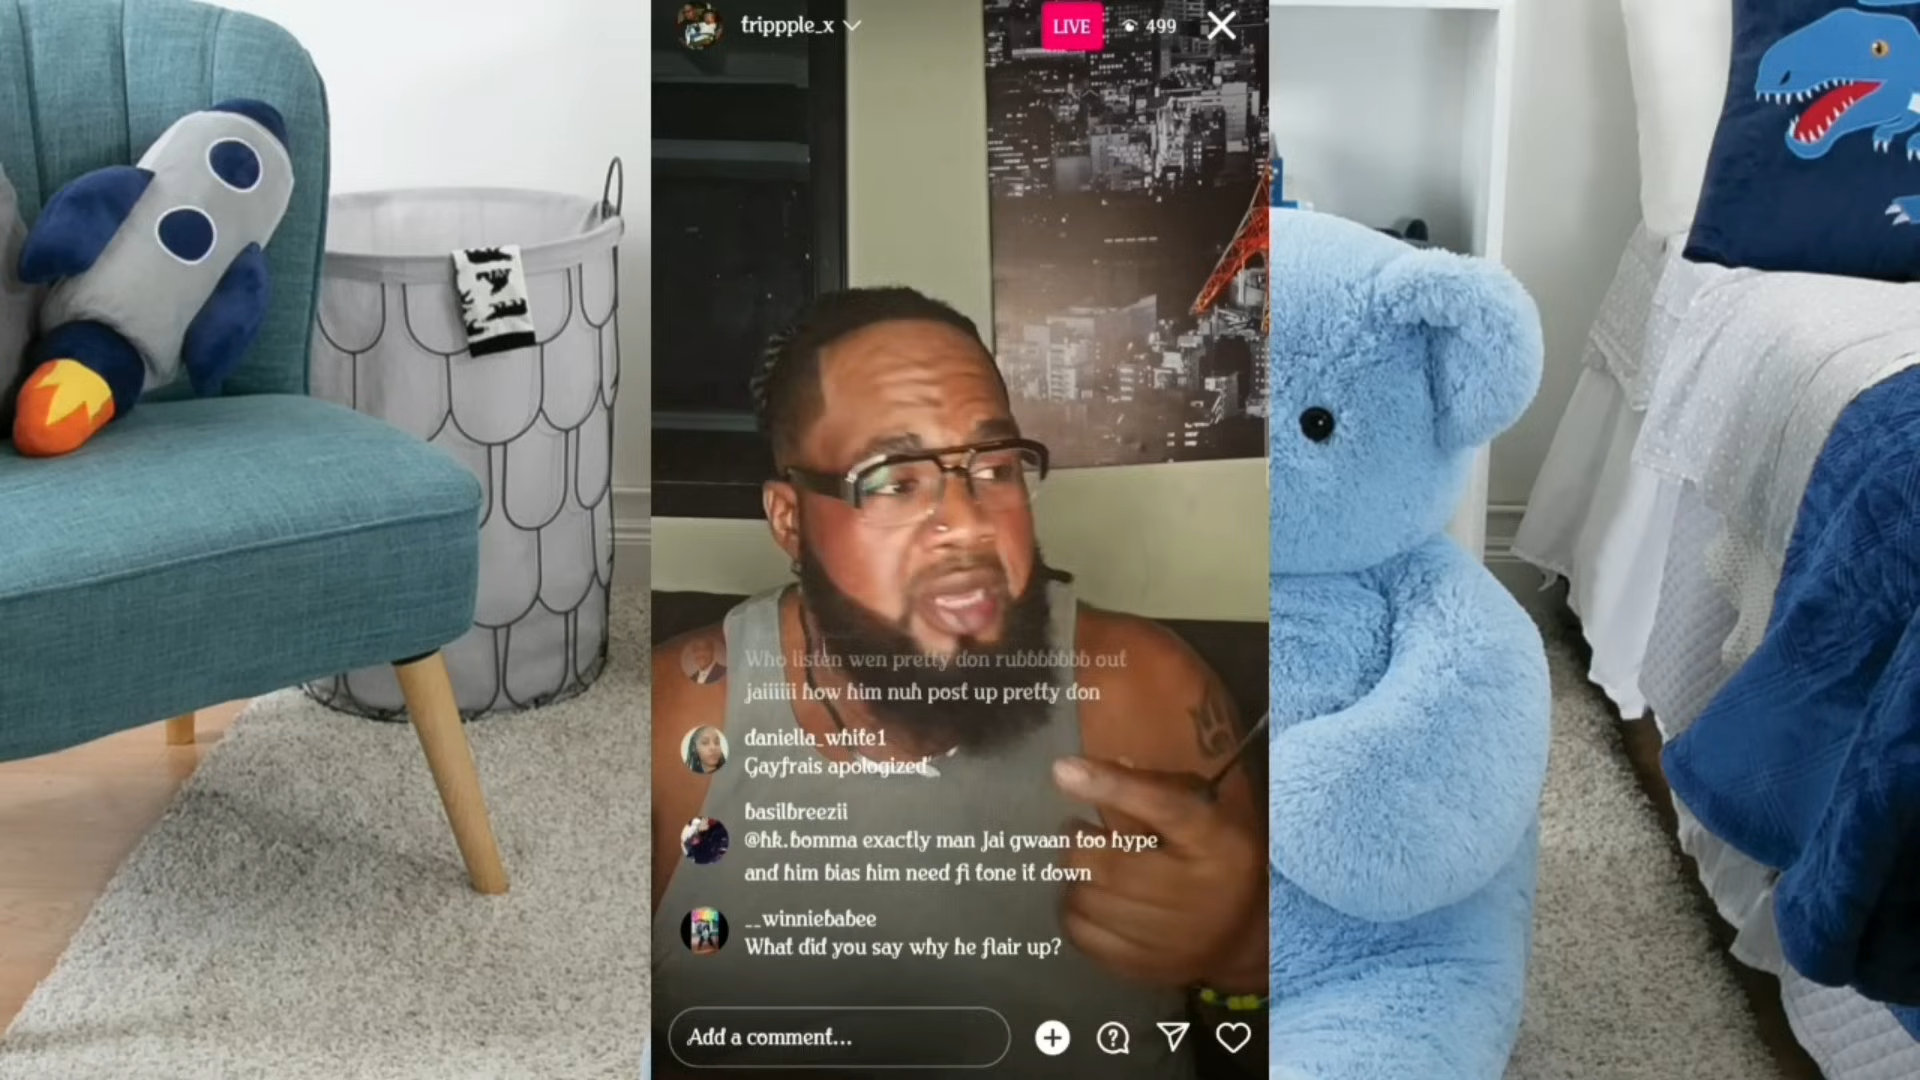 frippple_x
LIVE
499
Who listen wen pretty don rubbbbbbb out
jaiiiiii how him nuh post up pretty don
daniella_white1
Gayfrais apologized
basilbreezii
@hk.bomma exactly man Jai gwaan too hype
and him bias him need fi tone it down
__winniebabee
What did you say why he flair up?
Add a comment...